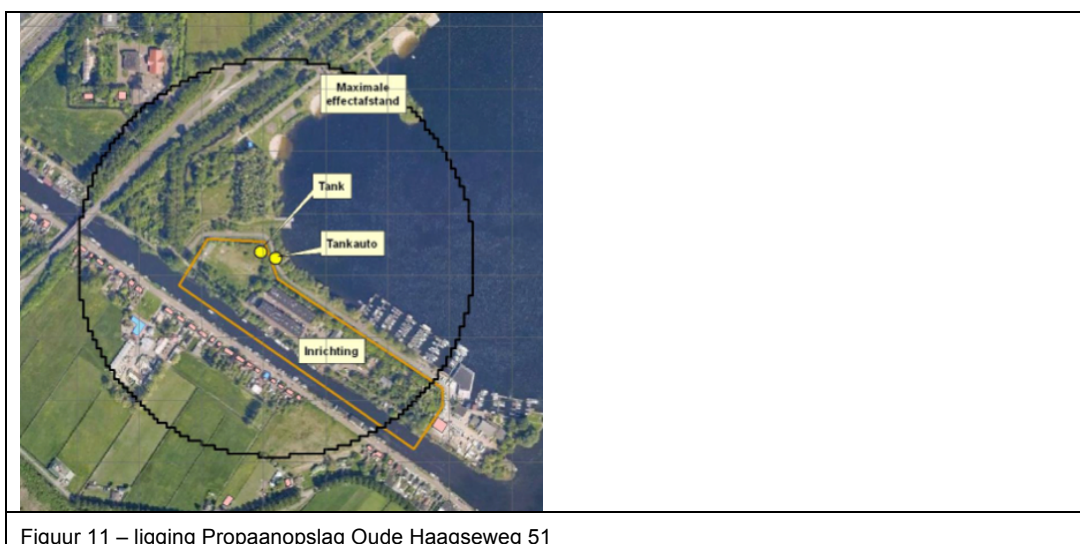 Maximale
effectafstand
Tank
Tankauto
Inrichting
Figuur 11 – ligging Propaanopslag Oude Haagseweg 51